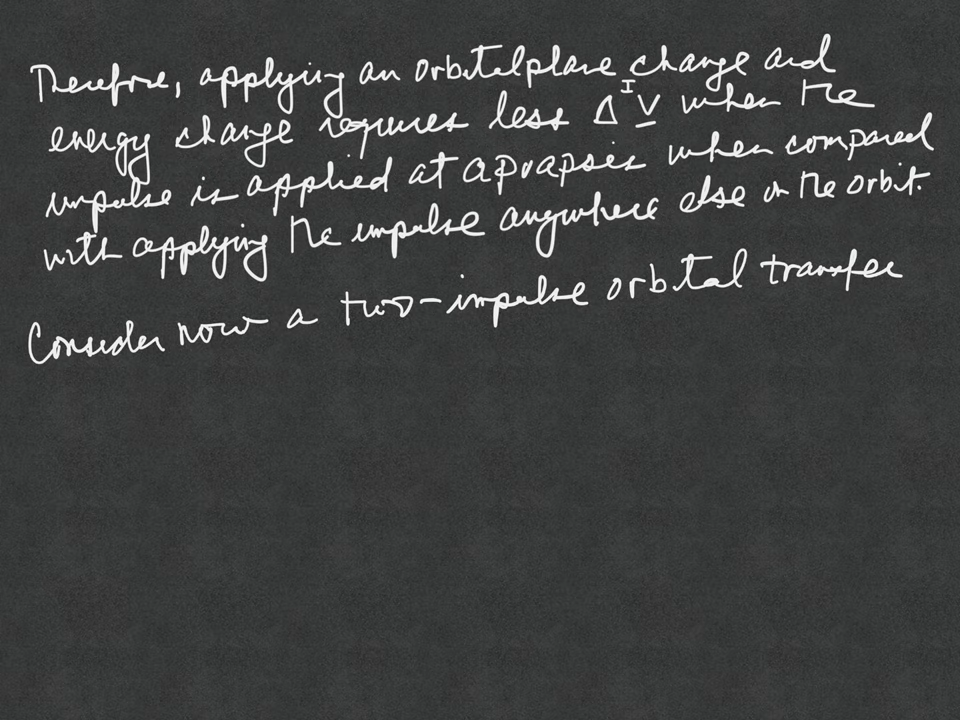 Therefore, applying an orbital plane change and
energy change requires less Δ ᴵV when the
impulse is applied at apoapsis when compared
with applying the impulse anywhere else on the orbit.
Consider now a two-impulse orbital transfer